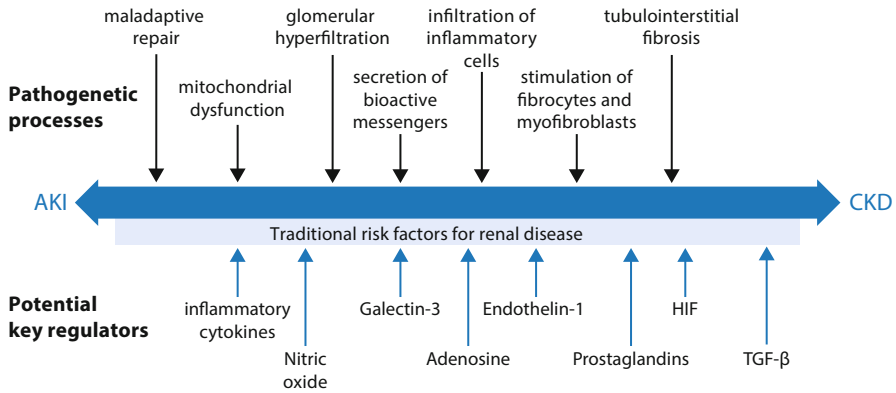 maladaptive
repair
glomerular
hyperfiltration
infiltration of
inflammatory
cells
tubulointerstitial
fibrosis
Pathogenetic
processes
mitochondrial
dysfunction
secretion of
bioactive
messengers
stimulation of
fibrocytes and
myofibroblasts
AKI
CKD
Traditional risk factors for renal disease
Potential
key regulators
inflammatory
cytokines
Nitric
oxide
Galectin-3
Adenosine
Endothelin-1
Prostaglandins
HIF
TGF-β